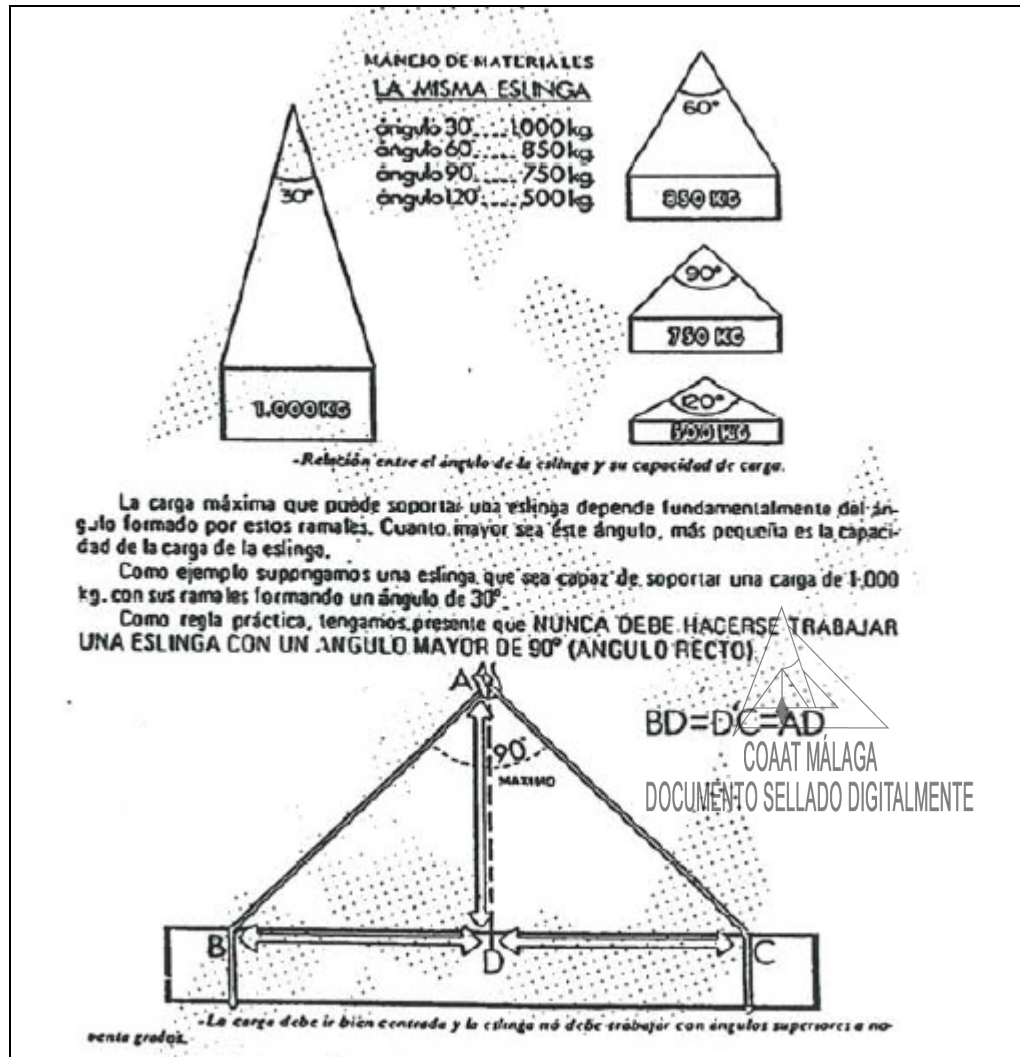 MANEJO DE MATERIALES
LA MISMA ESLINGA
ángulo 30°.....1.000 kg.
ángulo 60°..... 850 kg.
ángulo 90°..... 750 kg.
ángulo 120°..... 500 kg.
30°
1.000 KG
60°
850 KG
90°
750 KG
120°
500 KG
-Relación entre el ángulo de la eslinga y su capacidad de carga.
La carga máxima que puede soportar una eslinga depende fundamentalmente del án-
gulo formado por estos ramales. Cuanto mayor sea éste ángulo, más pequeña es la capaci-
dad de la carga de la eslinga.
Como ejemplo supongamos una eslinga que sea capaz de soportar una carga de 1.000
kg. con sus ramales formando un ángulo de 30°.
Como regla práctica, tengamos presente que NUNCA DEBE HACERSE TRABAJAR
UNA ESLINGA CON UN ANGULO MAYOR DE 90° (ANGULO RECTO)
A
90°
MAXIMO
BD=DC=AD
COAAT MÁLAGA
DOCUMENTO SELLADO DIGITALMENTE
B
D
C
-La carga debe ir bien centrada y la eslinga no debe trabajar con ángulos superiores a no-
venta grados.